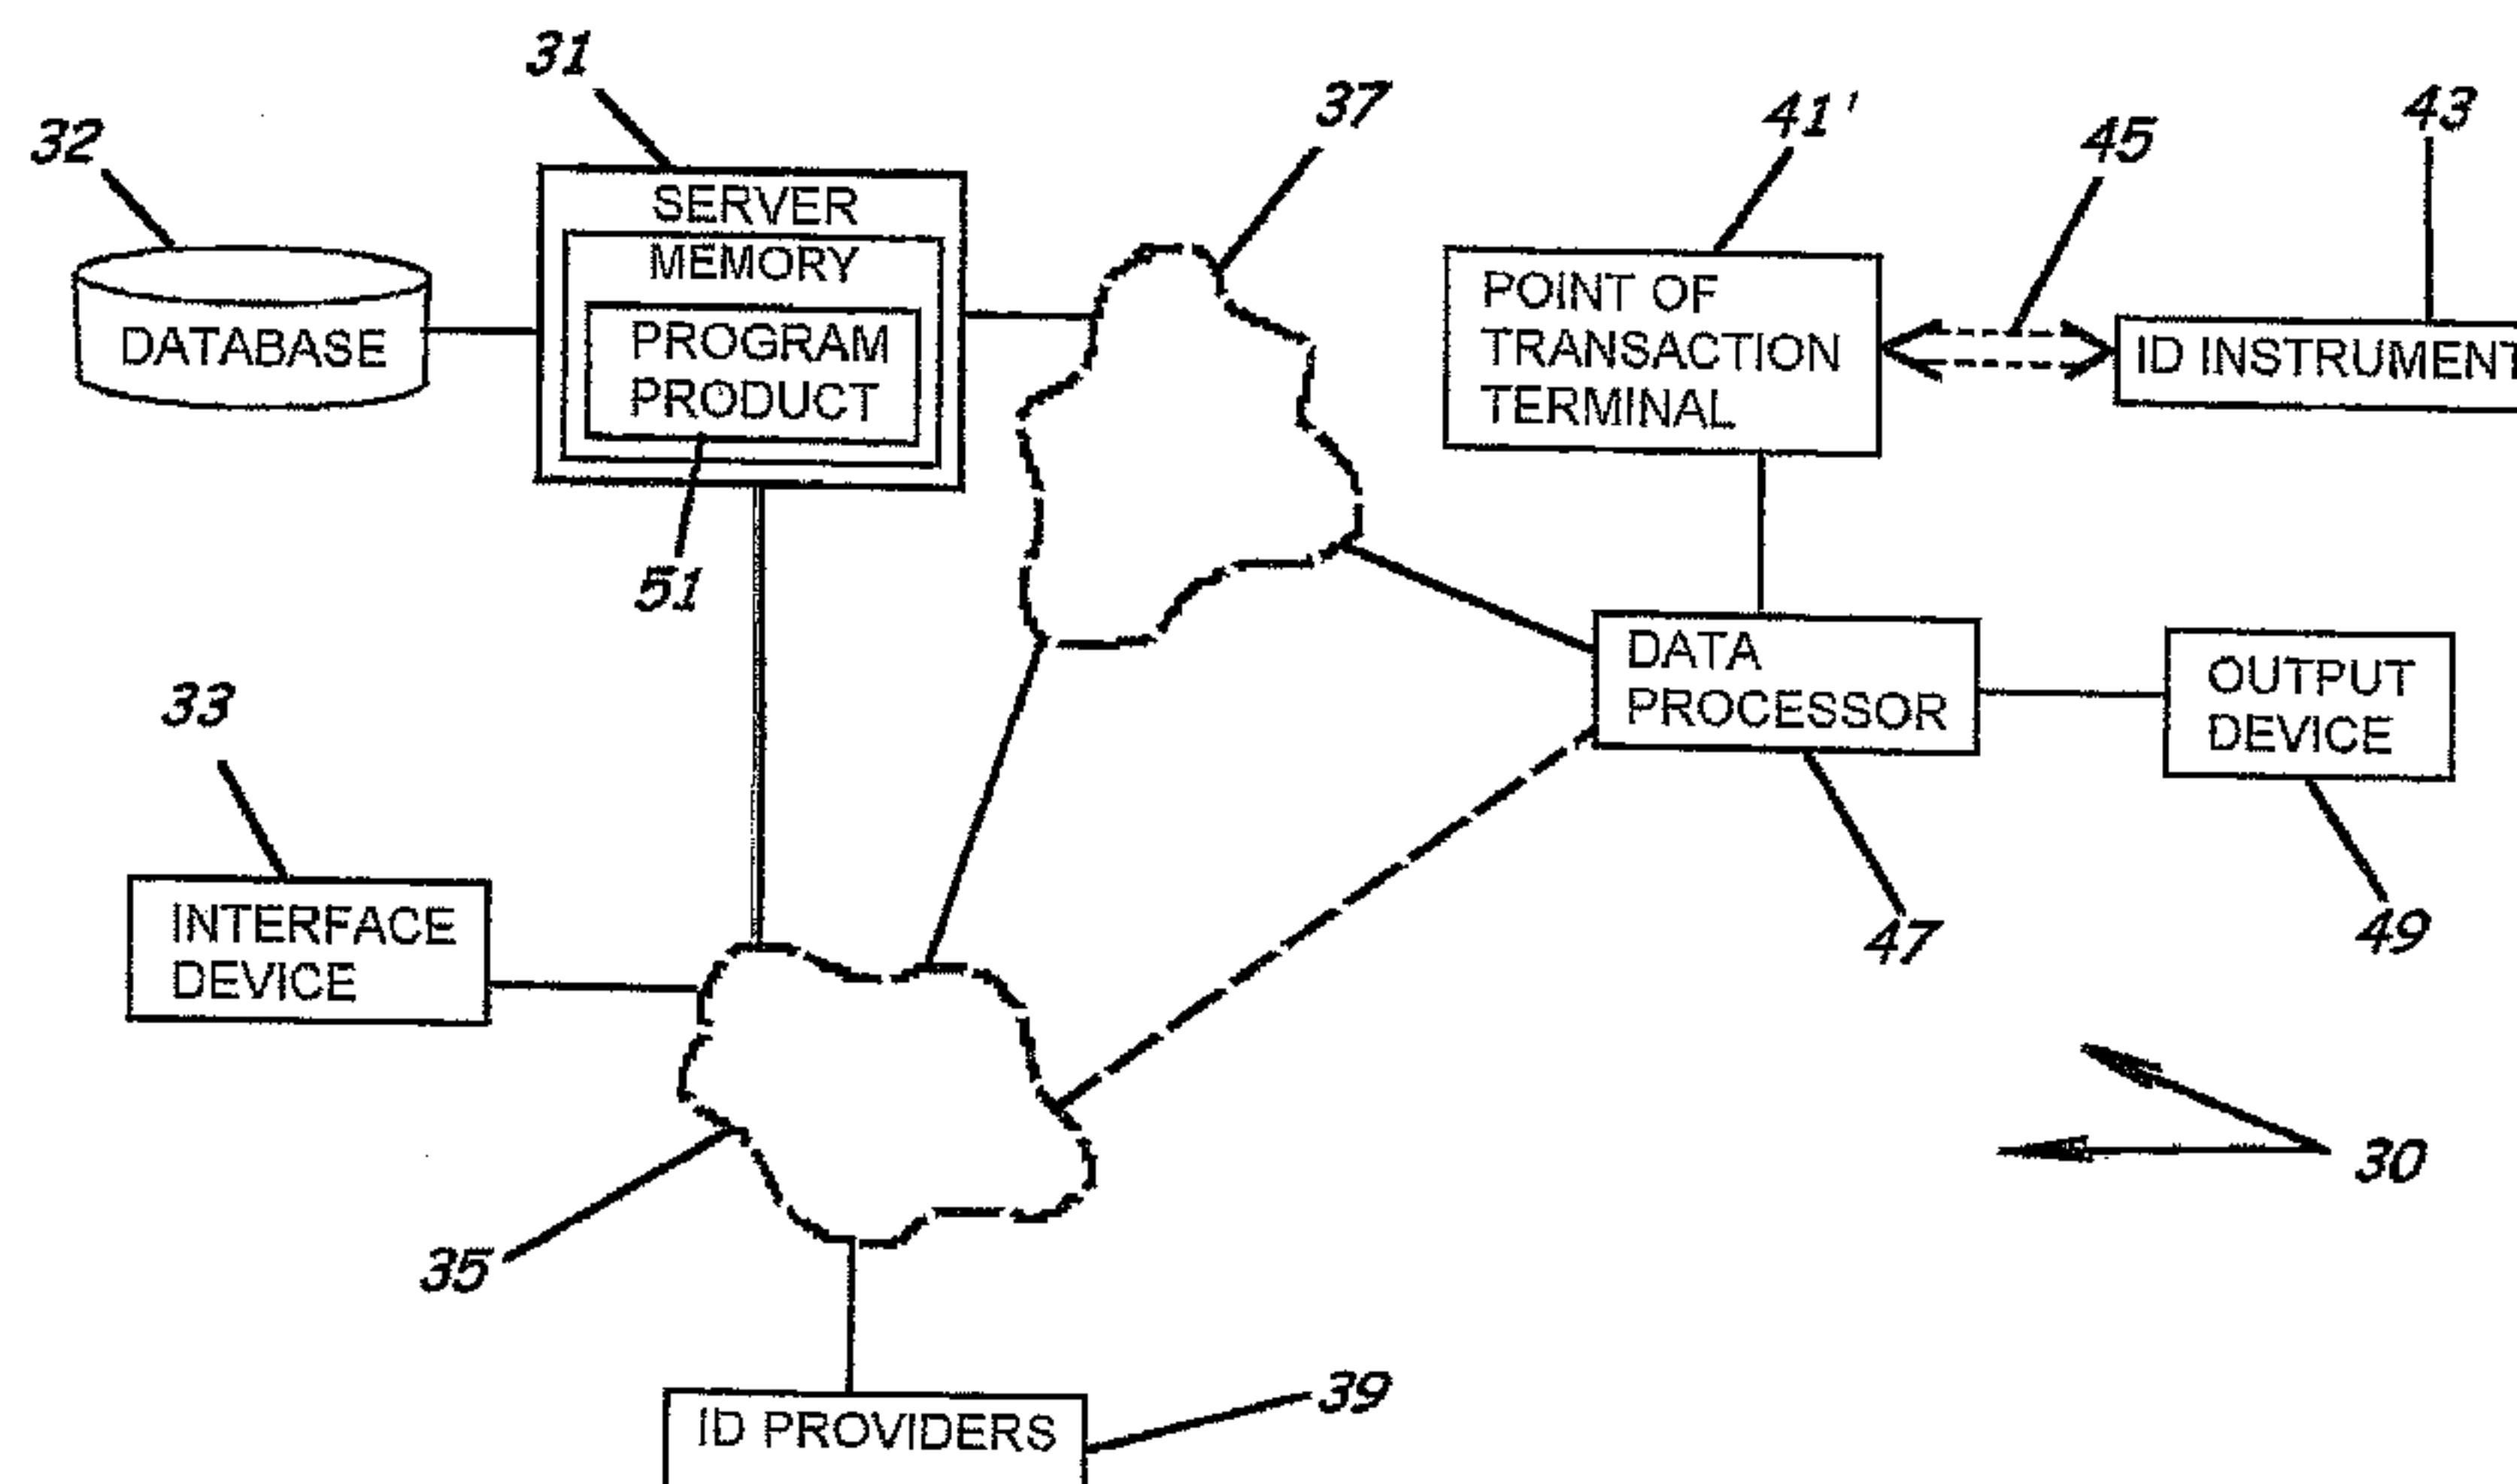 31
37
41'
43
32
45
SERVER
MEMORY
PROGRAM
PRODUCT
DATABASE
POINT OF
TRANSACTION
TERMINAL
ID INSTRUMENT
51
DATA
PROCESSOR
OUTPUT
DEVICE
33
INTERFACE
DEVICE
47
49
30
35
39
ID PROVIDERS